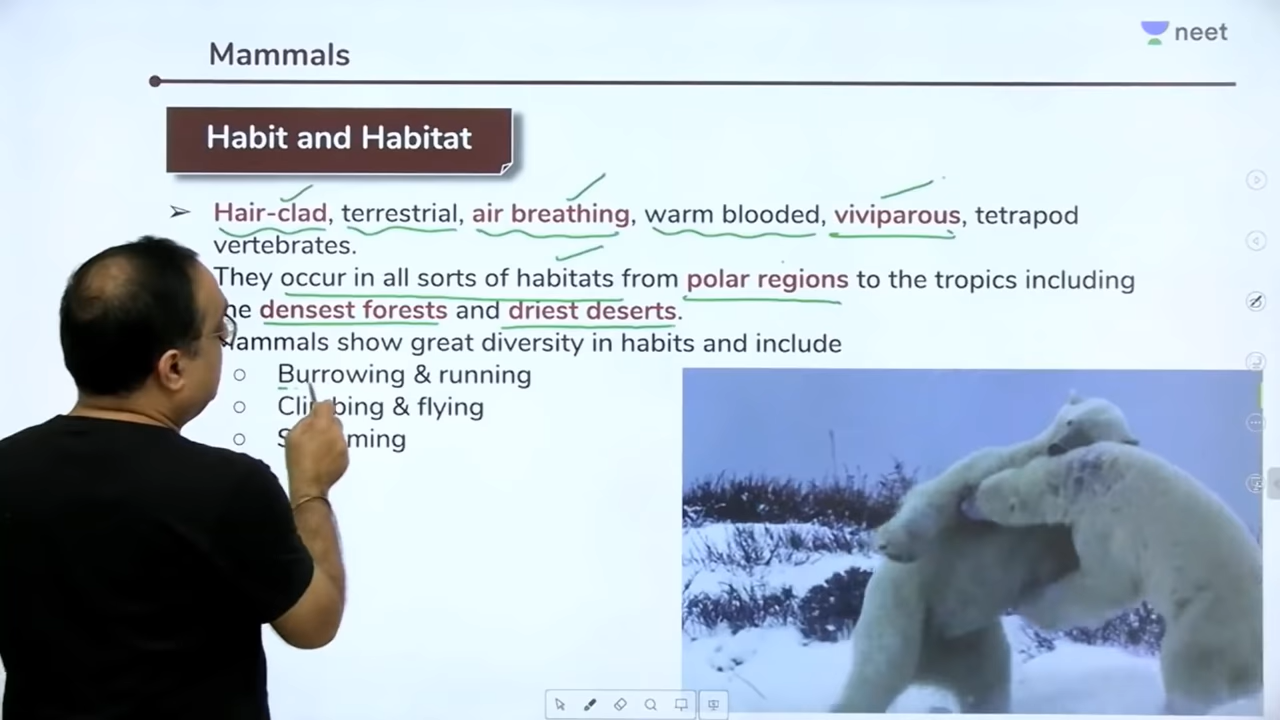 neet
Mammals
Habit and Habitat
➢ Hair-clad, terrestrial, air breathing, warm blooded, viviparous, tetrapod
vertebrates.
They occur in all sorts of habitats from polar regions to the tropics including
densest forests and driest deserts.
Mammals show great diversity in habits and include
○ Burrowing & running
○ & flying
○